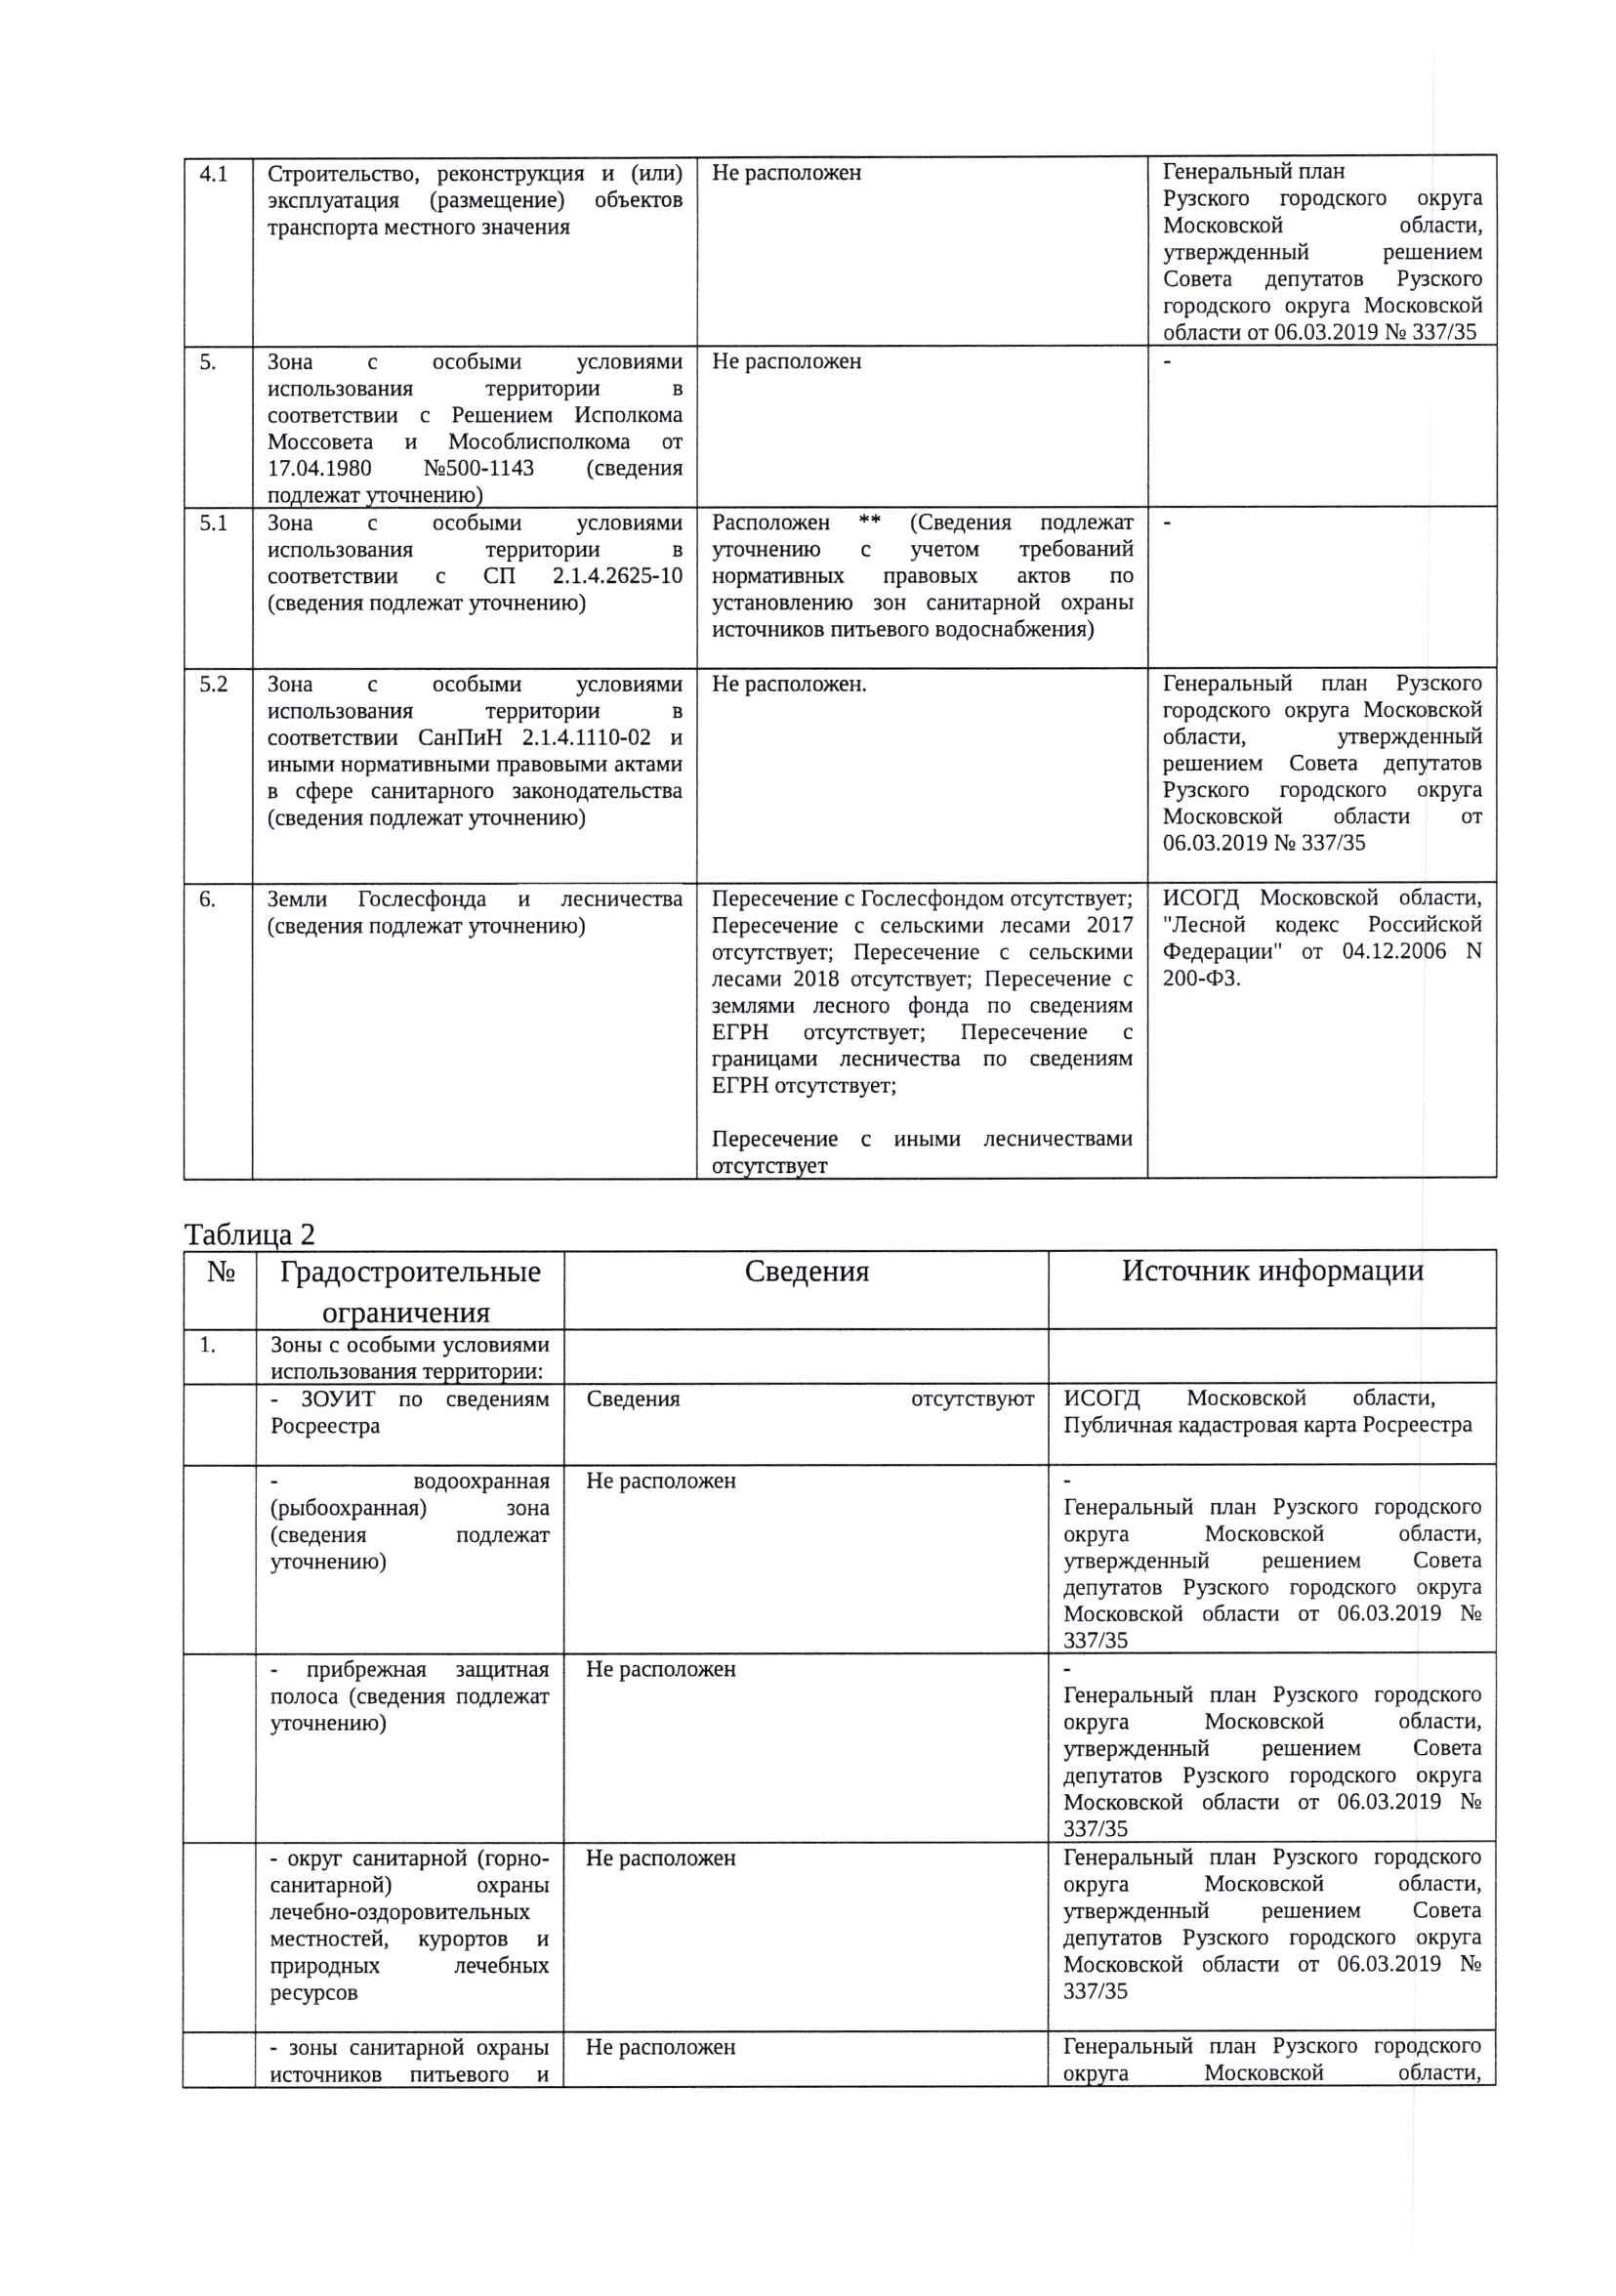 4.1
Строительство, реконструкция и (или)
эксплуатация (размещение) объектов
транспорта местного значения
Не расположен
Генеральный план
Рузского городского округа
Московской области,
утвержденный решением
Совета депутатов Рузского
городского округа Московской
области от 06.03.2019 № 337/35
5.
Зона с особыми условиями
использования территории в
соответствии с Решением Исполкома
Моссовета и Мособлисполкома от
17.04.1980 №500-1143 (сведения
подлежат уточнению)
Не расположен
-
5.1
Зона с особыми условиями
использования территории в
соответствии с СП 2.1.4.2625-10
(сведения подлежат уточнению)
Расположен ** (Сведения подлежат
уточнению с учетом требований
нормативных правовых актов по
установлению зон санитарной охраны
источников питьевого водоснабжения)
-
5.2
Зона с особыми условиями
использования территории в
соответствии СанПиН 2.1.4.1110-02 и
иными нормативными правовыми актами
в сфере санитарного законодательства
(сведения подлежат уточнению)
Не расположен.
Генеральный план Рузского
городского округа Московской
области, утвержденный
решением Совета депутатов
Рузского городского округа
Московской области от
06.03.2019 № 337/35
6.
Земли Гослесфонда и лесничества
(сведения подлежат уточнению)
Пересечение с Гослесфондом отсутствует;
Пересечение с сельскими лесами 2017
отсутствует; Пересечение с сельскими
лесами 2018 отсутствует; Пересечение с
землями лесного фонда по сведениям
ЕГРН отсутствует; Пересечение с
границами лесничества по сведениям
ЕГРН отсутствует;
Пересечение с иными лесничествами
отсутствует
ИСОГД Московской области,
"Лесной кодекс Российской
Федерации" от 04.12.2006 N
200-ФЗ.
Таблица 2
№
Градостроительные
ограничения
Сведения
Источник информации
1.
Зоны с особыми условиями
использования территории:
- ЗОУИТ по сведениям
Росреестра
Сведения отсутствуют
ИСОГД Московской области,
Публичная кадастровая карта Росреестра
- водоохранная
(рыбоохранная) зона
(сведения подлежат
уточнению)
Не расположен
-
Генеральный план Рузского городского
округа Московской области,
утвержденный решением Совета
депутатов Рузского городского округа
Московской области от 06.03.2019 №
337/35
- прибрежная защитная
полоса (сведения подлежат
уточнению)
Не расположен
-
Генеральный план Рузского городского
округа Московской области,
утвержденный решением Совета
депутатов Рузского городского округа
Московской области от 06.03.2019 №
337/35
- округ санитарной (горно-
санитарной) охраны
лечебно-оздоровительных
местностей, курортов и
природных лечебных
ресурсов
Не расположен
Генеральный план Рузского городского
округа Московской области,
утвержденный решением Совета
депутатов Рузского городского округа
Московской области от 06.03.2019 №
337/35
- зоны санитарной охраны
источников питьевого и
Не расположен
Генеральный план Рузского городского
округа Московской области,